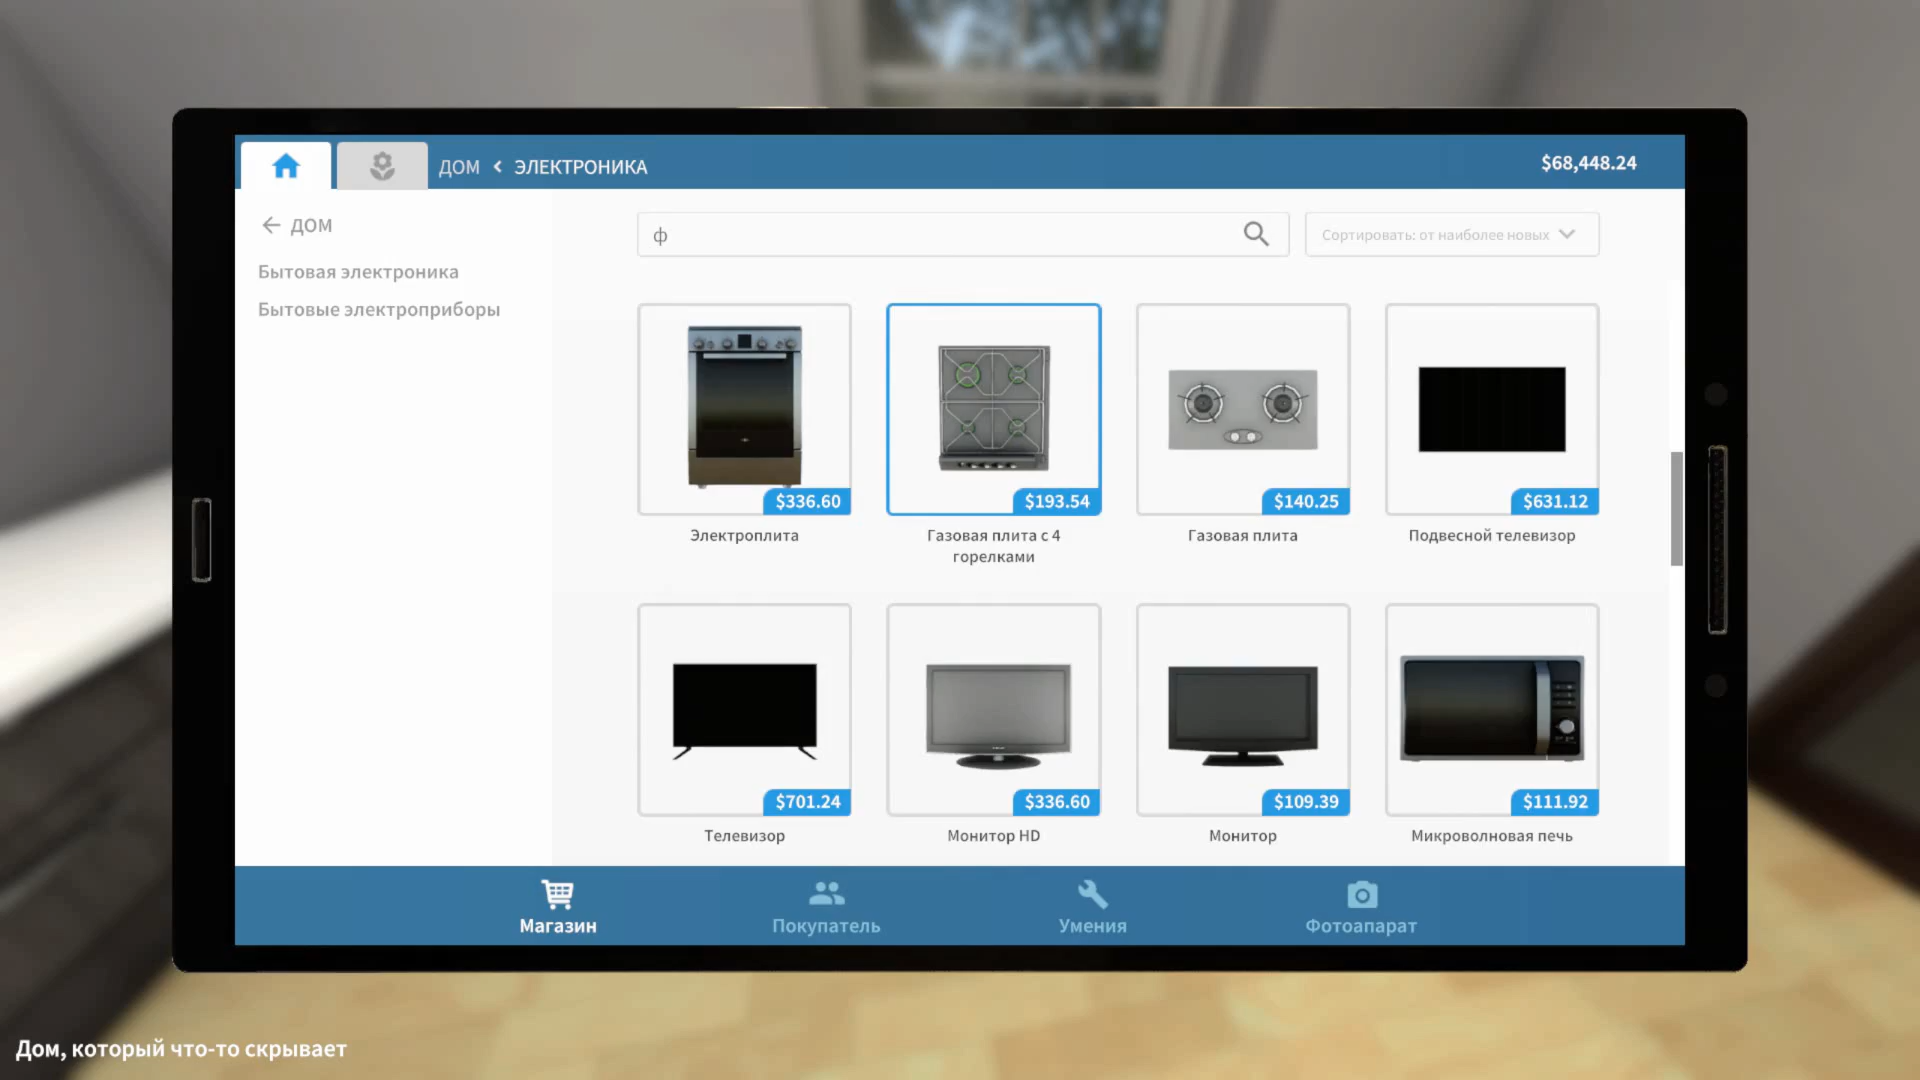 ДОМ < ЭЛЕКТРОНИКА
$68,448.24
← ДОМ
Бытовая электроника
Бытовые электроприборы
ф
Сортировать: от наиболее новых
$336.60
$193.54
$140.25
$631.12
Электроплита
Газовая плита с 4
горелками
Газовая плита
Подвесной телевизор
$701.24
$336.60
$109.39
$111.92
Телевизор
Монитор HD
Монитор
Микроволновая печь
Магазин
Покупатель
Умения
Фотоапарат
Дом, который что-то скрывает